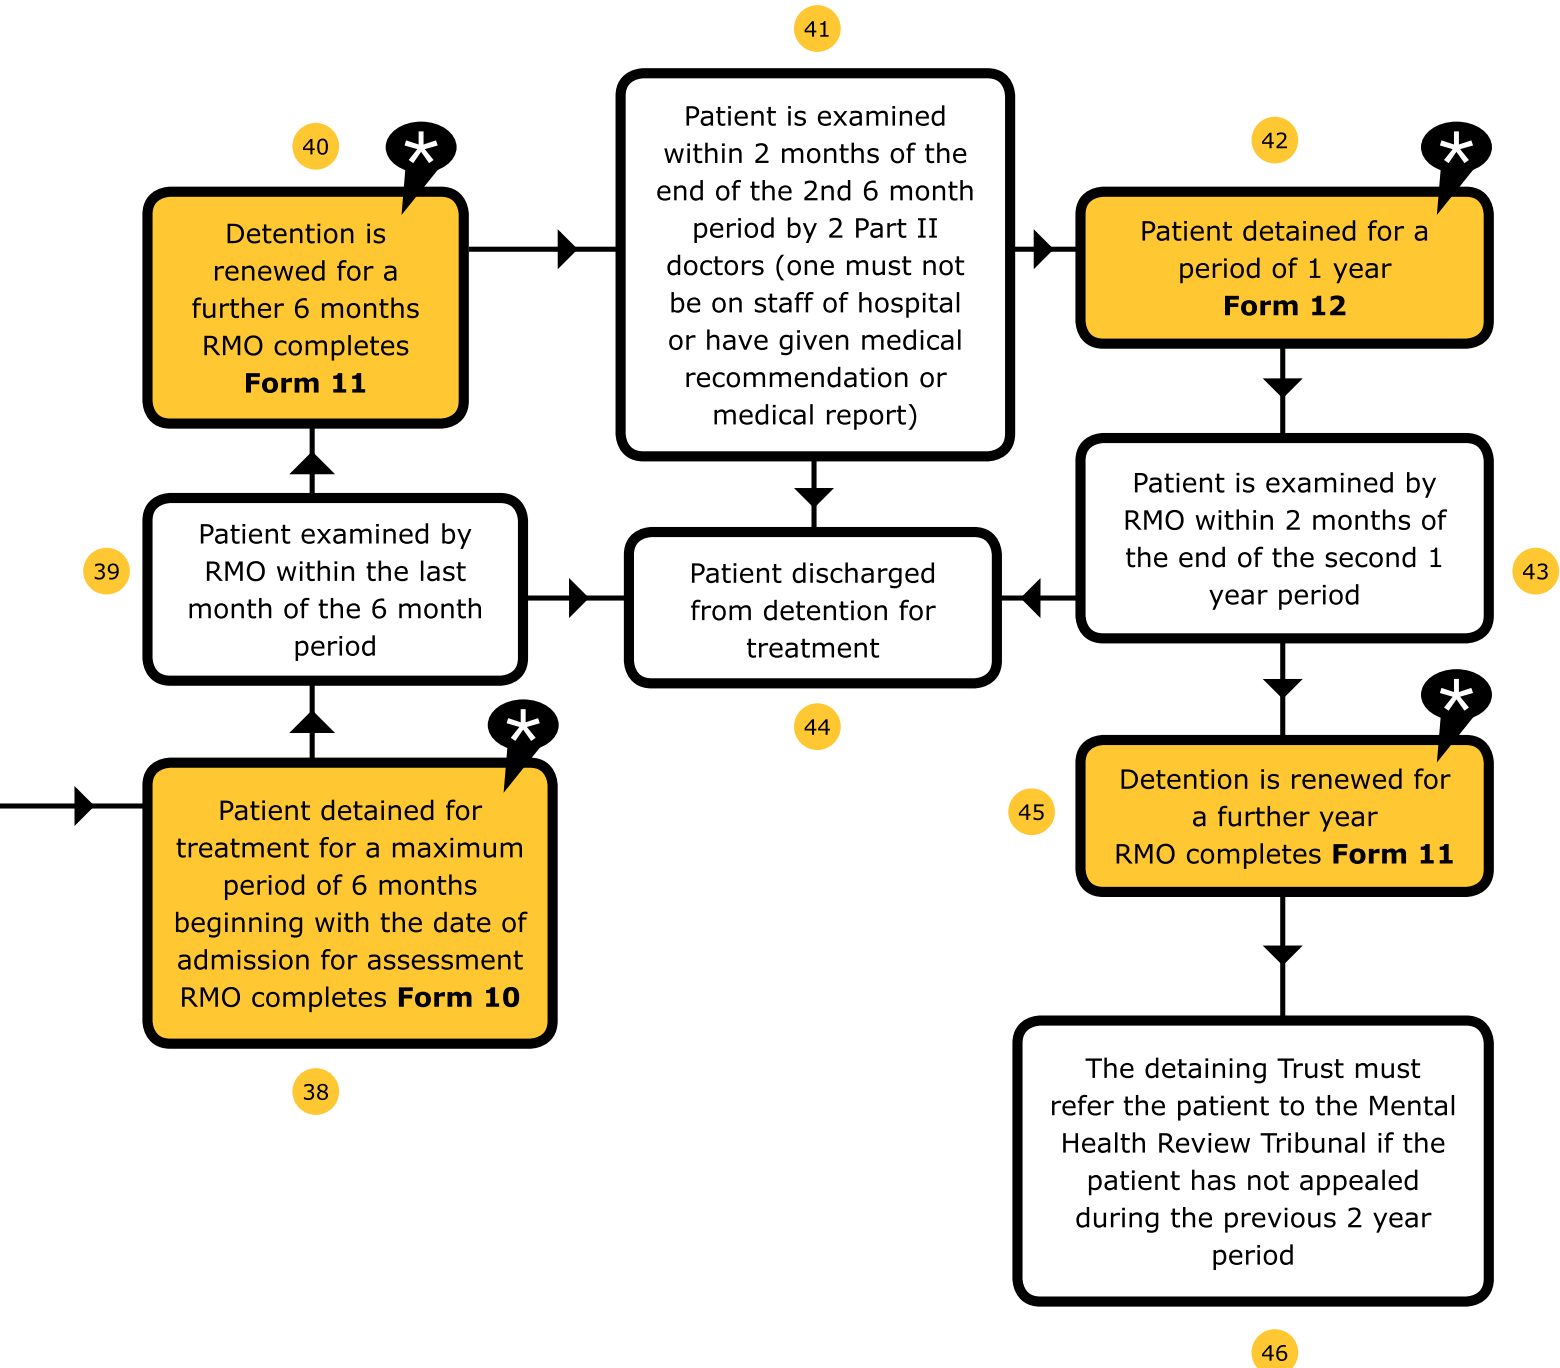 41
Patient is examined
within 2 months of the
end of the 2nd 6 month
period by 2 Part II
doctors (one must not
be on staff of hospital
or have given medical
recommendation or
medical report)
40
*
Detention is
renewed for a
further 6 months
RMO completes
Form 11
42
*
Patient detained for a
period of 1 year
Form 12
39
Patient examined by
RMO within the last
month of the 6 month
period
Patient discharged
from detention for
treatment
44
Patient is examined by
RMO within 2 months of
the end of the second 1
year period
43
*
Patient detained for
treatment for a maximum
period of 6 months
beginning with the date of
admission for assessment
RMO completes Form 10
38
45
*
Detention is renewed for
a further year
RMO completes Form 11
The detaining Trust must
refer the patient to the Mental
Health Review Tribunal if the
patient has not appealed
during the previous 2 year
period
46